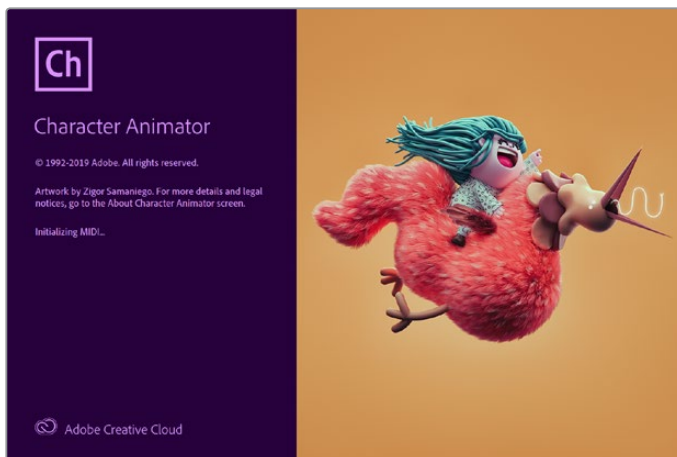 Ch
Character Animator
© 1992-2019 Adobe. All rights reserved.
Artwork by Zigor Samaniego. For more details and legal
notices, go to the About Character Animator screen.
Initializing MIDI...
Adobe Creative Cloud